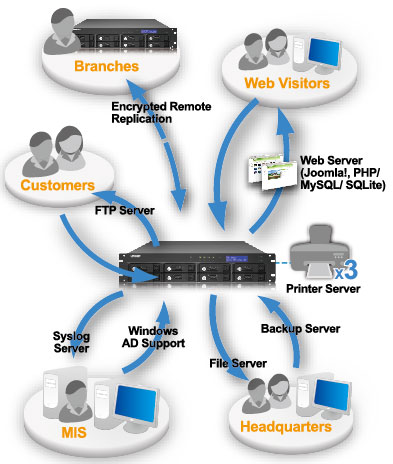 Branches
Web Visitors
Encrypted Remote
Replication
Web Server
(Joomla!, PHP/
MySQL/ SQLite)
Customers
FTP Server
x3
Printer Server
Syslog
Server
Windows
AD Support
Backup Server
File Server
MIS
Headquarters